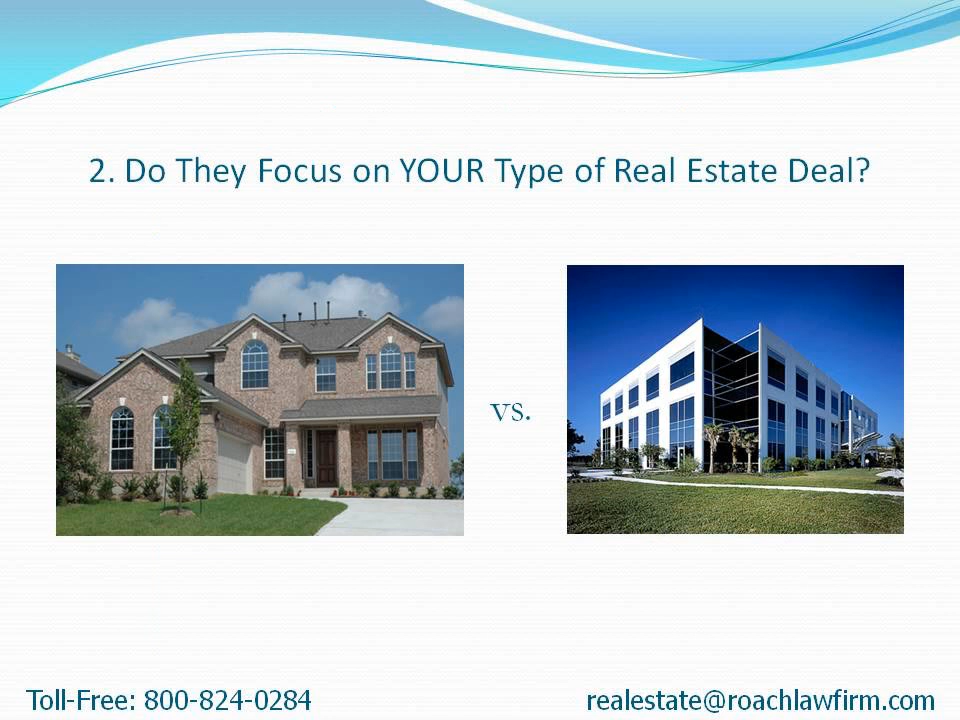 2. Do They Focus on YOUR Type of Real Estate Deal?
vs.
Toll-Free: 800-824-0284
realestate@roachlawfirm.com